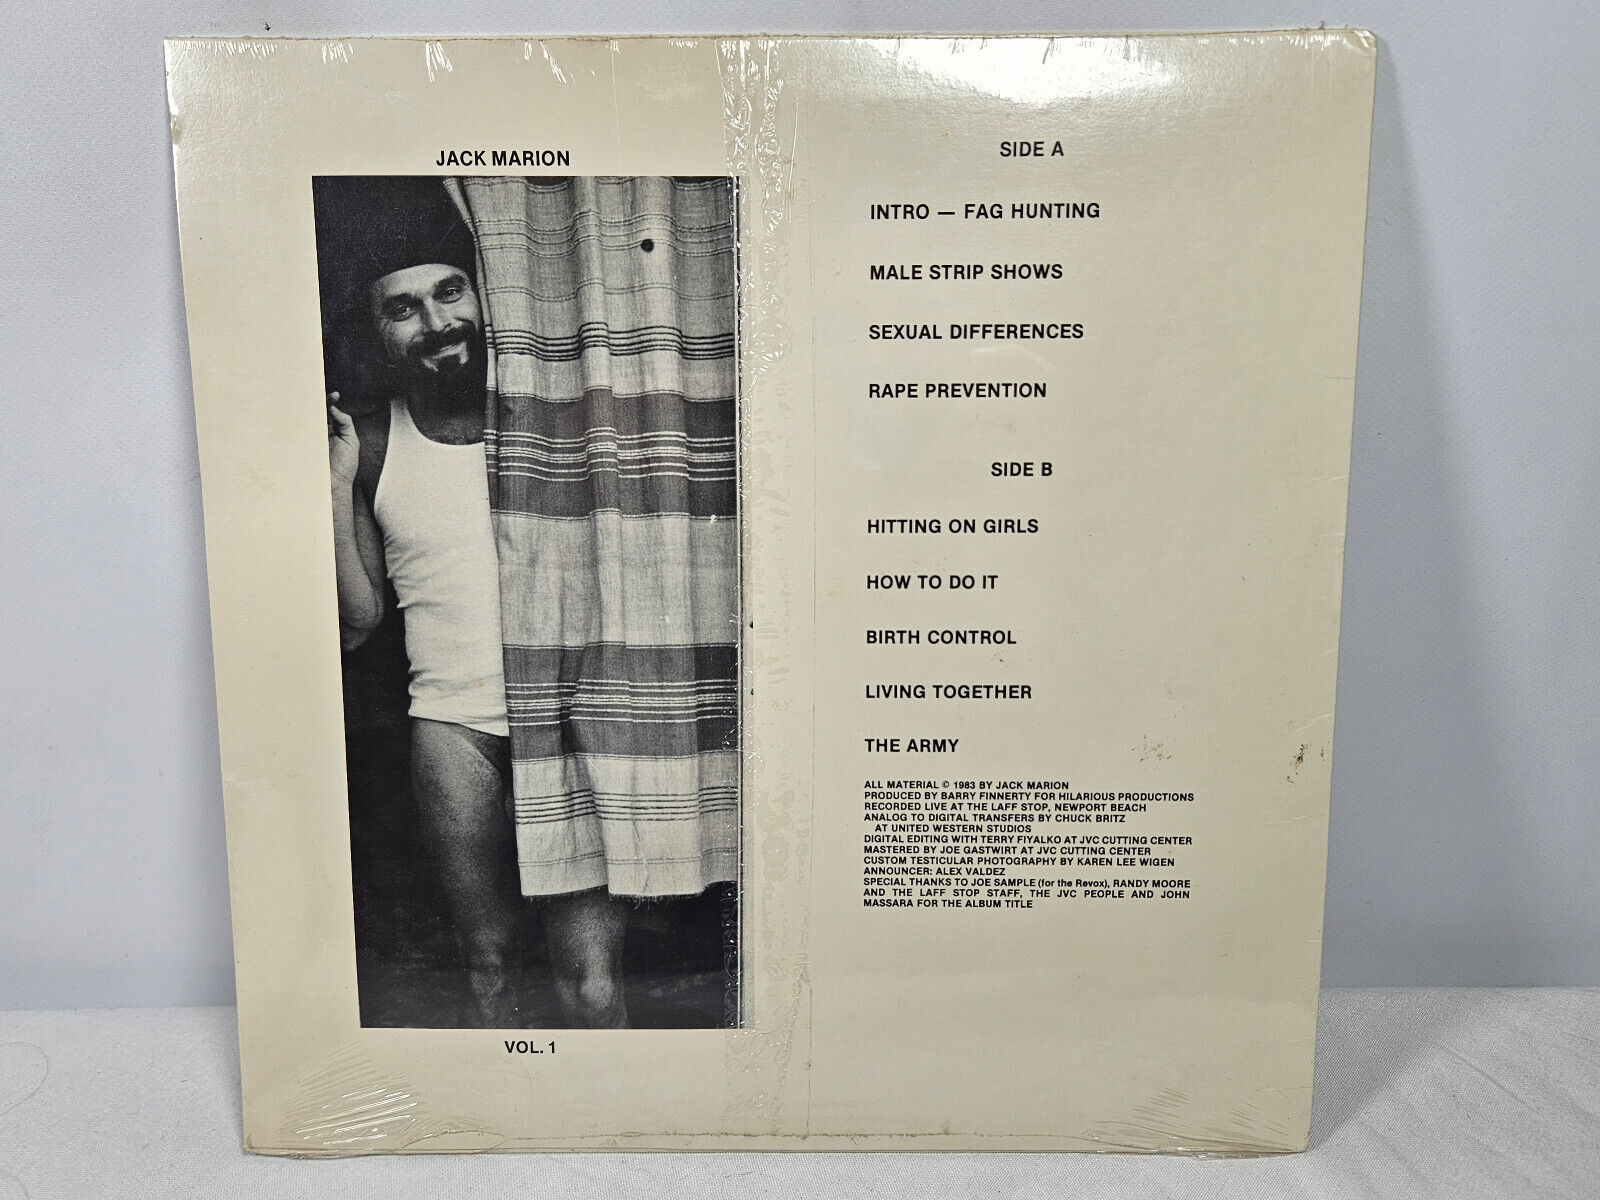 JACK MARION
VOL. 1
SIDE A
INTRO — FAG HUNTING
MALE STRIP SHOWS
SEXUAL DIFFERENCES
RAPE PREVENTION
SIDE B
HITTING ON GIRLS
HOW TO DO IT
BIRTH CONTROL
LIVING TOGETHER
THE ARMY
ALL MATERIAL © 1983 BY JACK MARION
PRODUCED BY BARRY FINNERTY FOR HILARIOUS PRODUCTIONS
RECORDED LIVE AT THE LAFF STOP, NEWPORT BEACH
ANALOG TO DIGITAL TRANSFERS BY CHUCK BRITZ
AT UNITED WESTERN STUDIOS
DIGITAL EDITING WITH TERRY FIYALKO AT JVC CUTTING CENTER
MASTERED BY JOE GASTWIRT AT JVC CUTTING CENTER
CUSTOM TESTICULAR PHOTOGRAPHY BY KAREN LEE WIGEN
ANNOUNCER: ALEX VALDEZ
SPECIAL THANKS TO JOE SAMPLE (for the Revox), RANDY MOORE
AND THE LAFF STOP STAFF, THE JVC PEOPLE AND JOHN
MASSARA FOR THE ALBUM TITLE